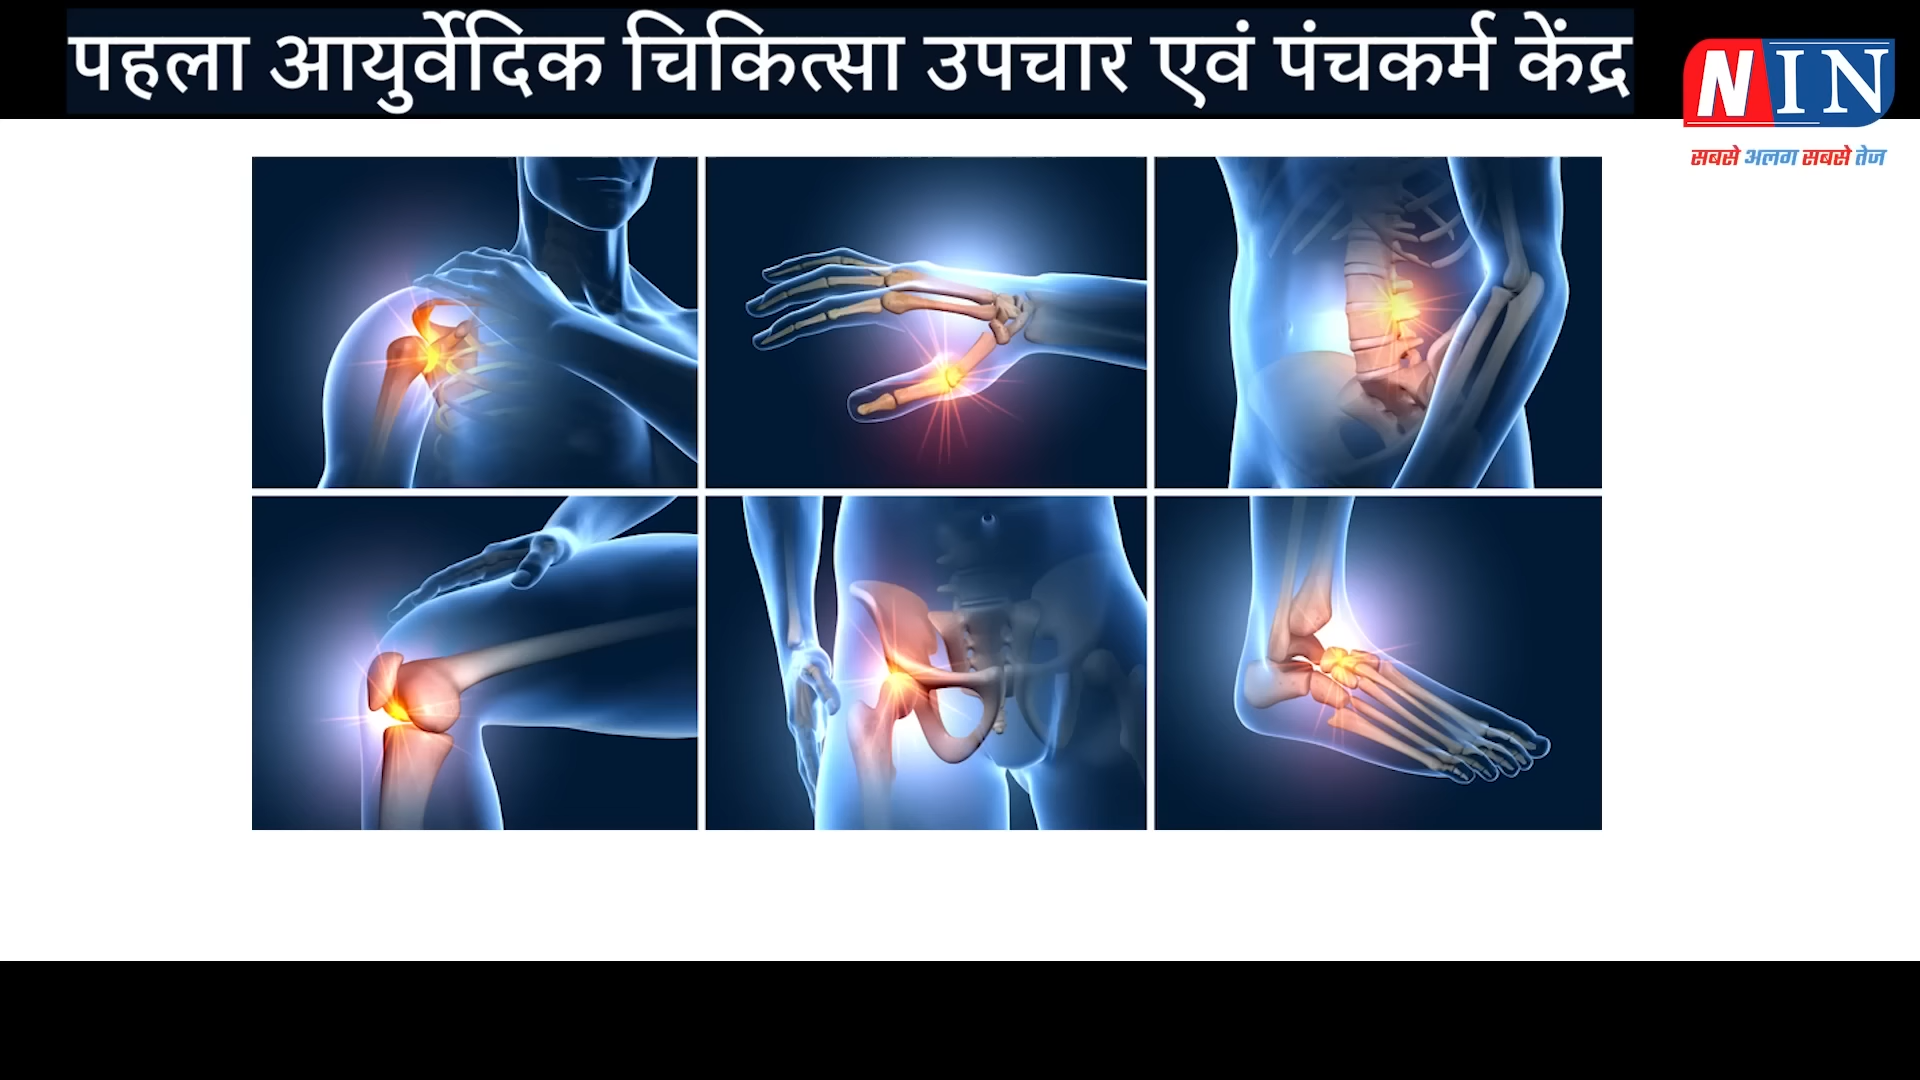 पहला आयुर्वेदिक चिकित्सा उपचार एवं पंचकर्म केंद्र
NIN
सबसे अलग सबसे तेज